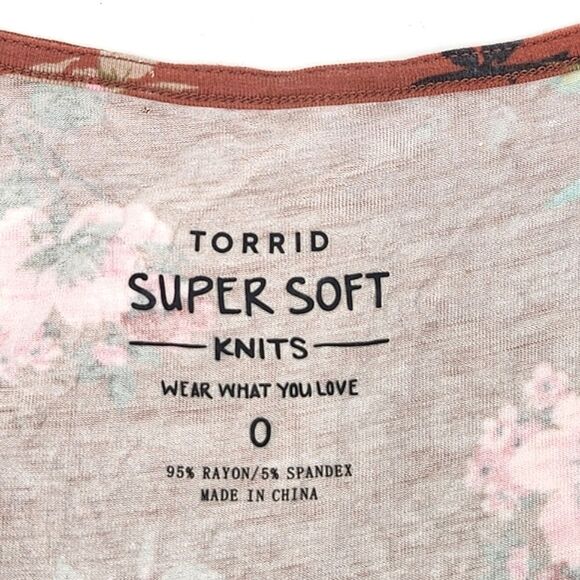 TORRID
SUPER SOFT
KNITS
WEAR WHAT YOU LOVE
0
95% RAYON/5% SPANDEX
MADE IN CHINA